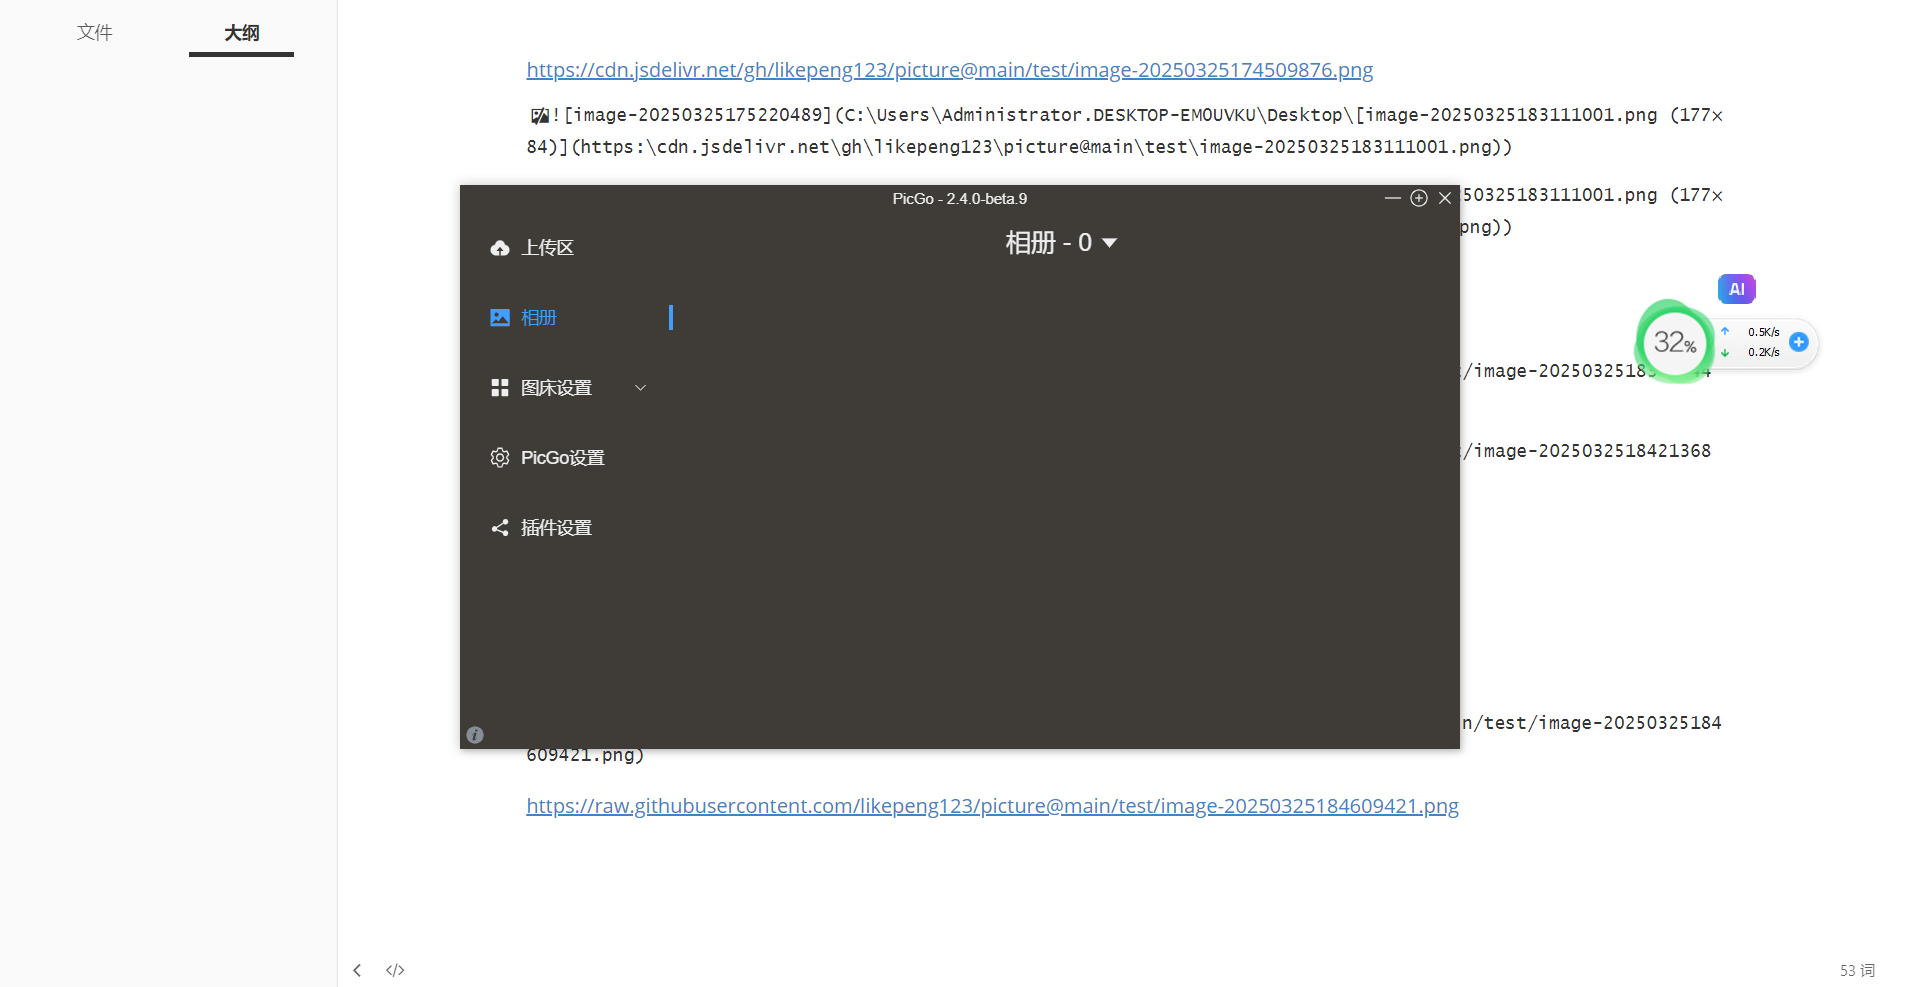 文件
大纲
https://cdn.jsdelivr.net/gh/likepeng123/picture@main/test/image-20250325174509876.png
![image-20250325175220489](C:\Users\Administrator.DESKTOP-EMOUVKU\Desktop\[image-20250325183111001.png (177×
84)](https:\cdn.jsdelivr.net\gh\likepeng123\picture@main\test\image-20250325183111001.png))
PicGo - 2.4.0-beta.9
50325183111001.png (177×
png))
上传区
相册 - 0
相册
图床设置
PicGo设置
插件设置
AI
32%
0.5K/s
0.2K/s
/image-2025032518
/image-2025032518421368
n/test/image-20250325184
609421.png)
https://raw.githubusercontent.com/likepeng123/picture@main/test/image-20250325184609421.png
</>
53 词